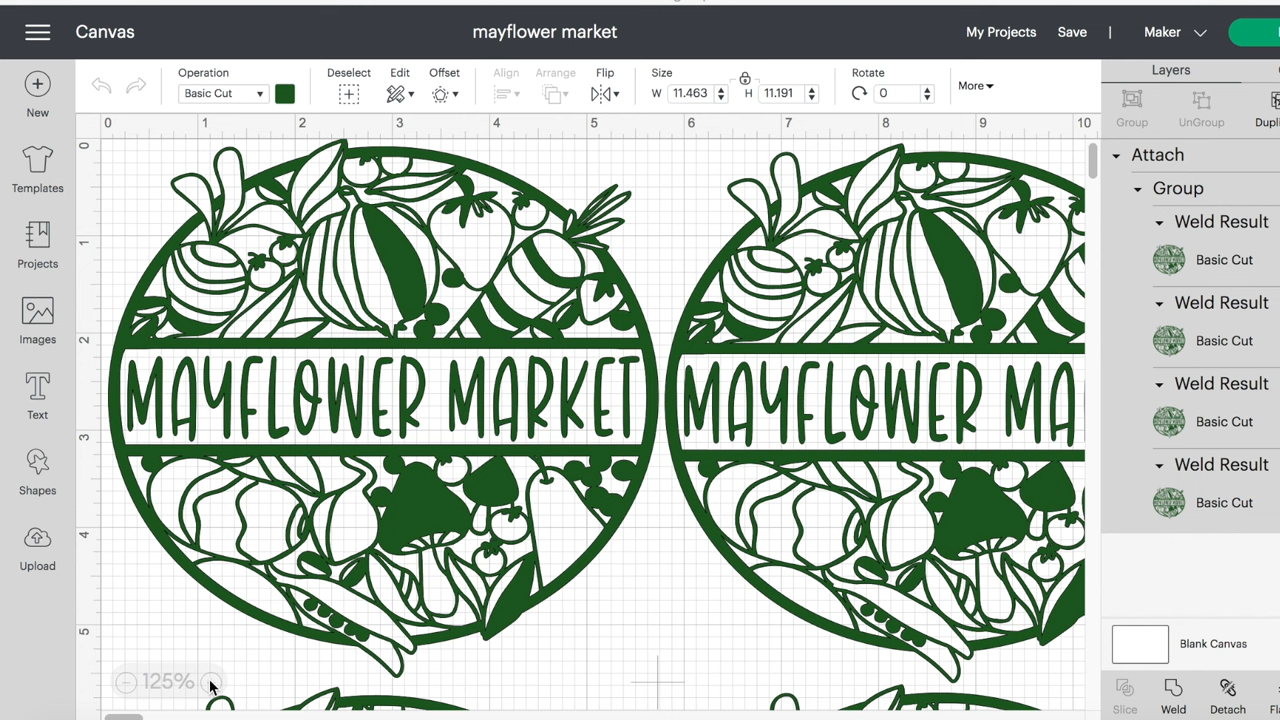 Canvas
mayflower market
My Projects
Save
|
Maker
Operation
Basic Cut
Deselect
Edit
Offset
Align
Arrange
Flip
Size
W 11.463
H 11.191
Rotate
0
More
Layers
Group
UnGroup
Dupli
New
Templates
Projects
Images
Text
Shapes
Upload
0 1 2 3 4 5 6 7 8 9 10
0
1
2
3
4
5
MAYFLOWER MARKET
MAYFLOWER MA
125%
Attach
Group
Weld Result
Basic Cut
Weld Result
Basic Cut
Weld Result
Basic Cut
Weld Result
Basic Cut
Blank Canvas
Slice
Weld
Detach
Fla